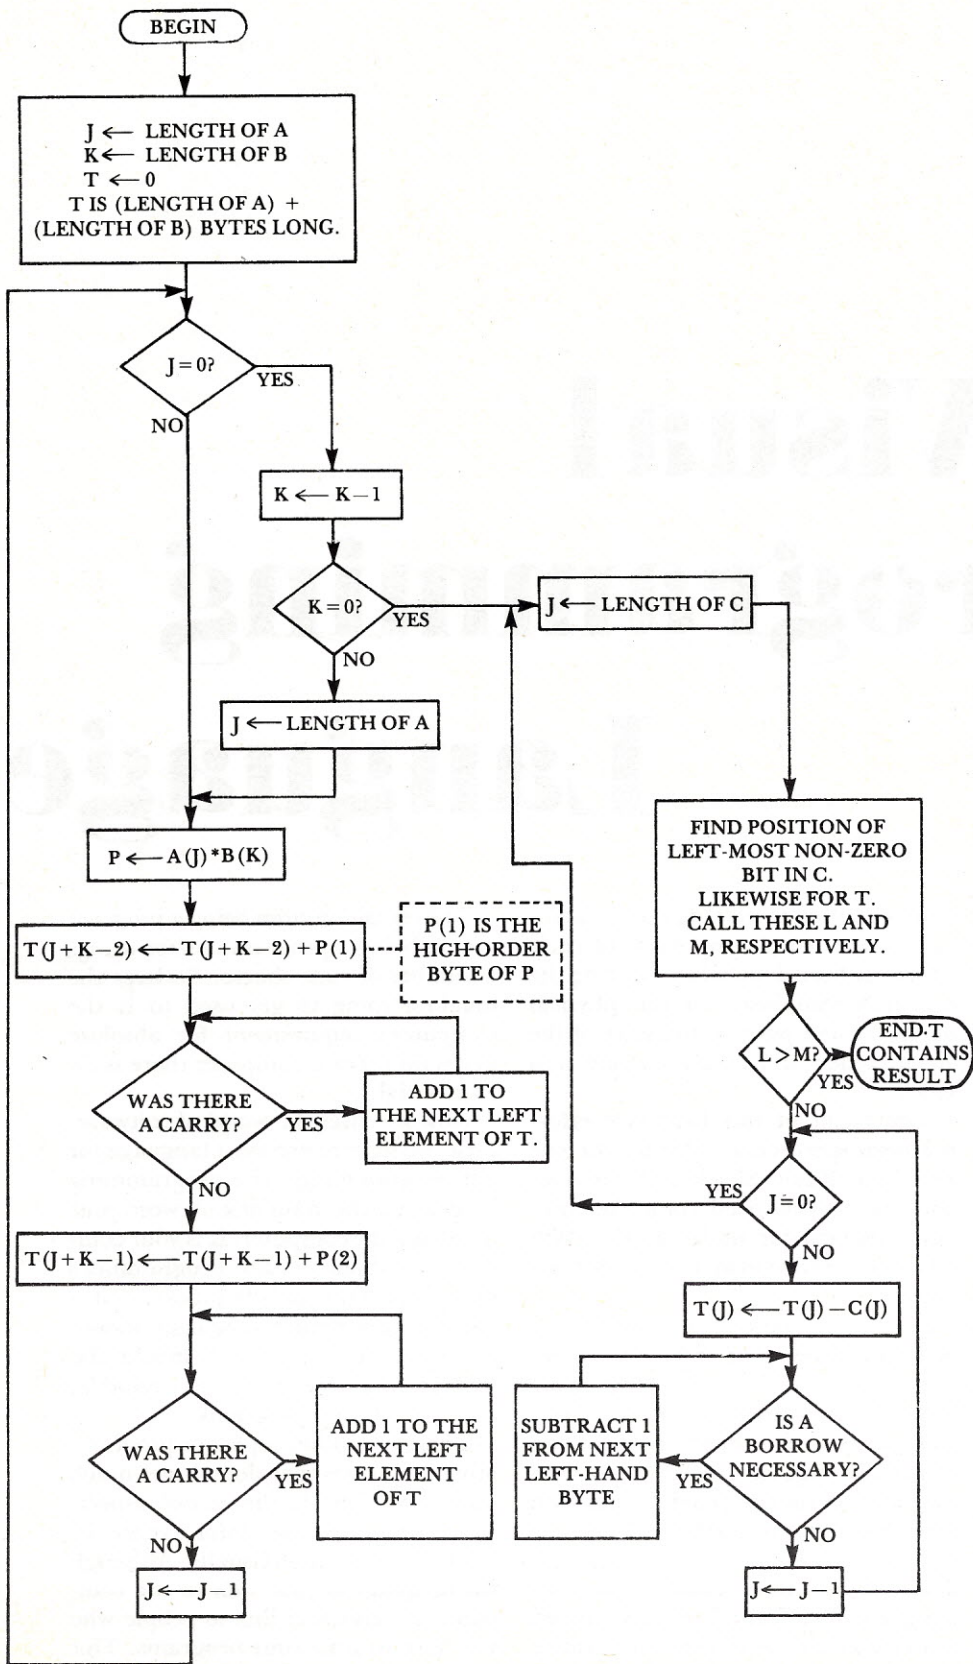 BEGIN
J ← LENGTH OF A
K ← LENGTH OF B
T ← 0
T IS (LENGTH OF A) +
(LENGTH OF B) BYTES LONG.
J = 0?
YES
NO
K ← K – 1
K = 0?
YES
NO
J ← LENGTH OF C
J ← LENGTH OF A
P ← A(J) * B(K)
T(J+K–2) ← T(J+K–2) + P(1)
P(1) IS THE
HIGH-ORDER
BYTE OF P
WAS THERE
A CARRY?
YES
ADD 1 TO
THE NEXT LEFT
ELEMENT OF T.
NO
T(J+K–1) ← T(J+K–1) + P(2)
WAS THERE
A CARRY?
YES
ADD 1 TO THE
NEXT LEFT
ELEMENT
OF T
NO
J ← J–1
FIND POSITION OF
LEFT-MOST NON-ZERO
BIT IN C.
LIKEWISE FOR T.
CALL THESE L AND
M, RESPECTIVELY.
L > M?
YES
END.T
CONTAINS
RESULT
NO
J = 0?
YES
NO
T(J) ← T(J) – C(J)
IS A
BORROW
NECESSARY?
YES
SUBTRACT 1
FROM NEXT
LEFT-HAND
BYTE
NO
J ← J–1